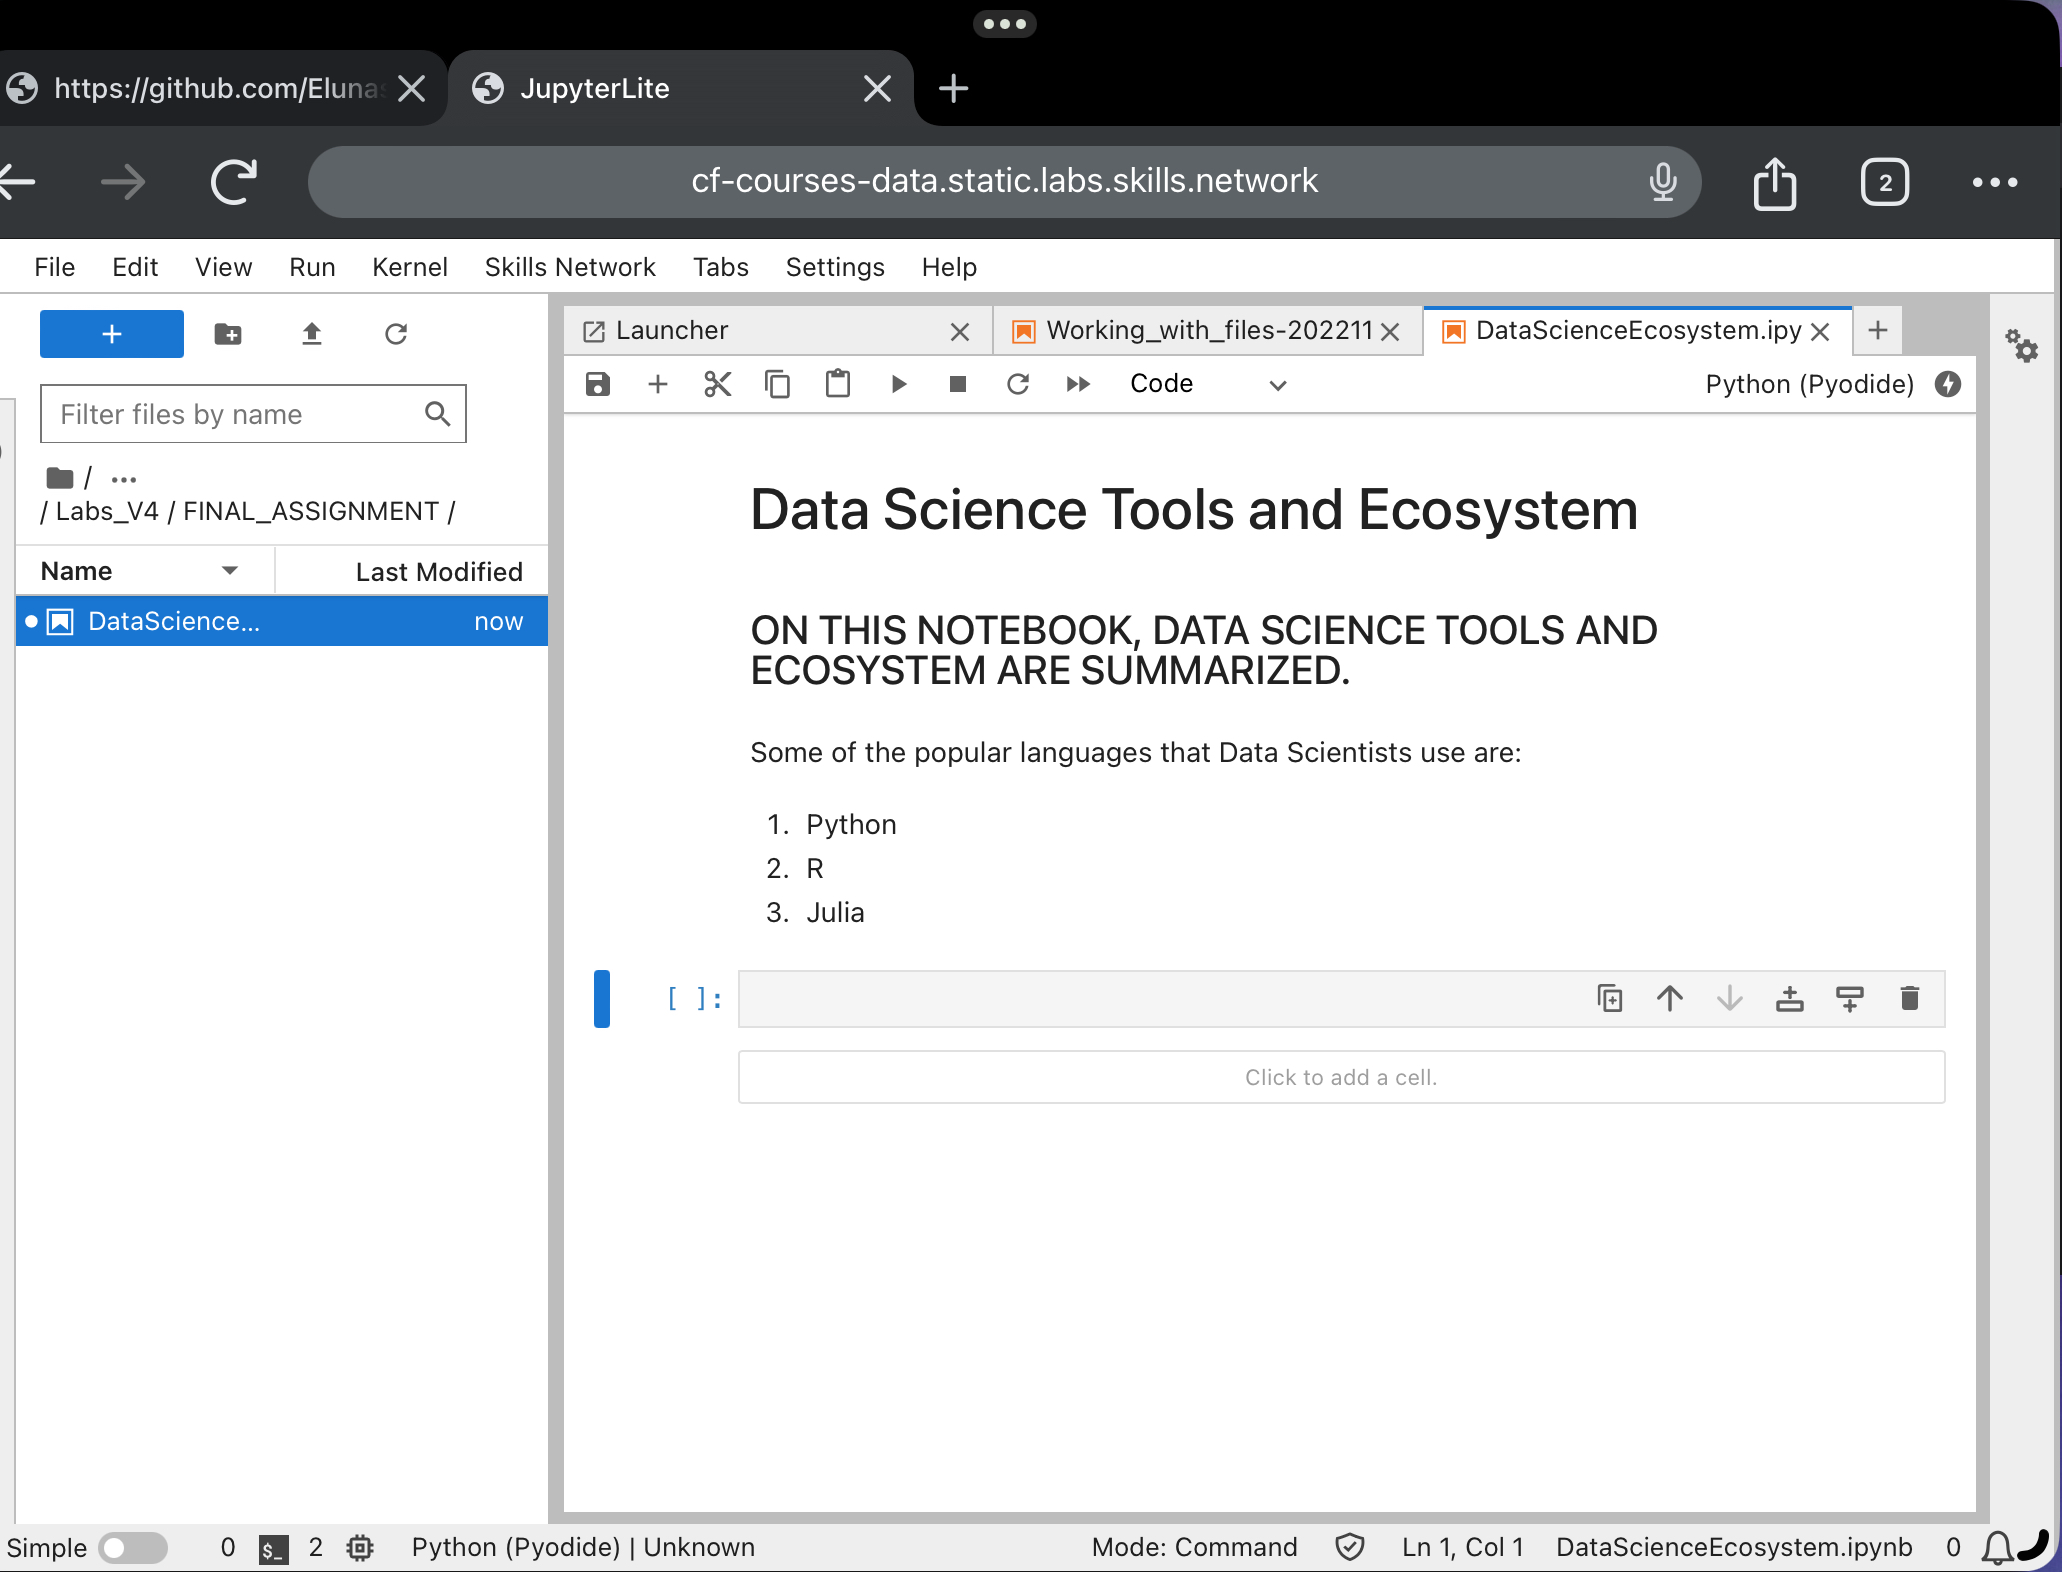 https://github.com/Eluna
JupyterLite
cf-courses-data.static.labs.skills.network
2
File Edit View Run Kernel Skills Network Tabs Settings Help
Filter files by name
/ ...
/ Labs_V4 / FINAL_ASSIGNMENT /
Name Last Modified
DataScience... now
Launcher
Working_with_files-202211
DataScienceEcosystem.ipy
Code
Python (Pyodide)
Data Science Tools and Ecosystem
ON THIS NOTEBOOK, DATA SCIENCE TOOLS AND
ECOSYSTEM ARE SUMMARIZED.
Some of the popular languages that Data Scientists use are:
1. Python
2. R
3. Julia
[ ]:
Click to add a cell.
Simple 0 $_ 2 Python (Pyodide) | Unknown Mode: Command Ln 1, Col 1 DataScienceEcosystem.ipynb 0